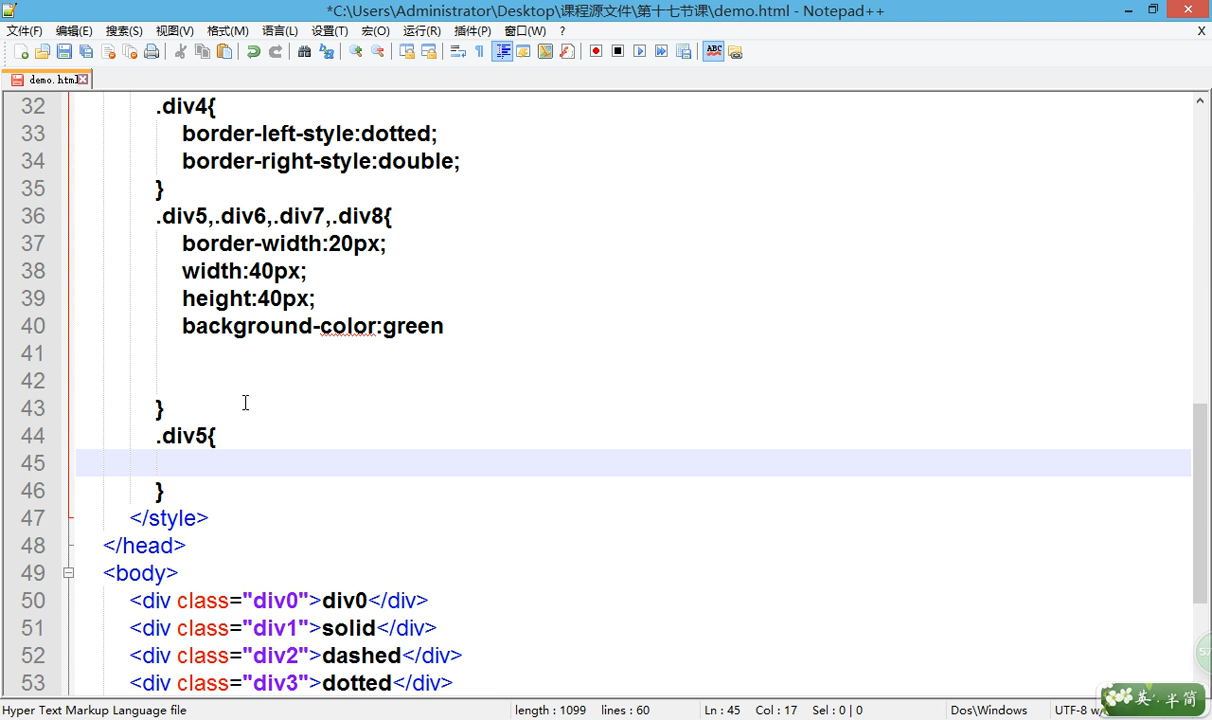 *C:\Users\Administrator\Desktop\课程源文件\第十七节课\demo.html - Notepad++
文件(F) 编辑(E) 搜索(S) 视图(V) 格式(M) 语言(L) 设置(T) 宏(O) 运行(R) 插件(P) 窗口(W) ? X
ABC
demo.html
32 .div4{
33 border-left-style:dotted;
34 border-right-style:double;
35 }
36 .div5,.div6,.div7,.div8{
37 border-width:20px;
38 width:40px;
39 height:40px;
40 background-color:green
41
42
43 }
44 .div5{
45
46 }
47 </style>
48 </head>
49 <body>
50 <div class="div0">div0</div>
51 <div class="div1">solid</div>
52 <div class="div2">dashed</div>
53 <div class="div3">dotted</div>
57
Hyper Text Markup Language file length : 1099 lines : 60 Ln : 45 Col : 17 Sel : 0 | 0 Dos\Windows UTF-8 w/
英 半 简